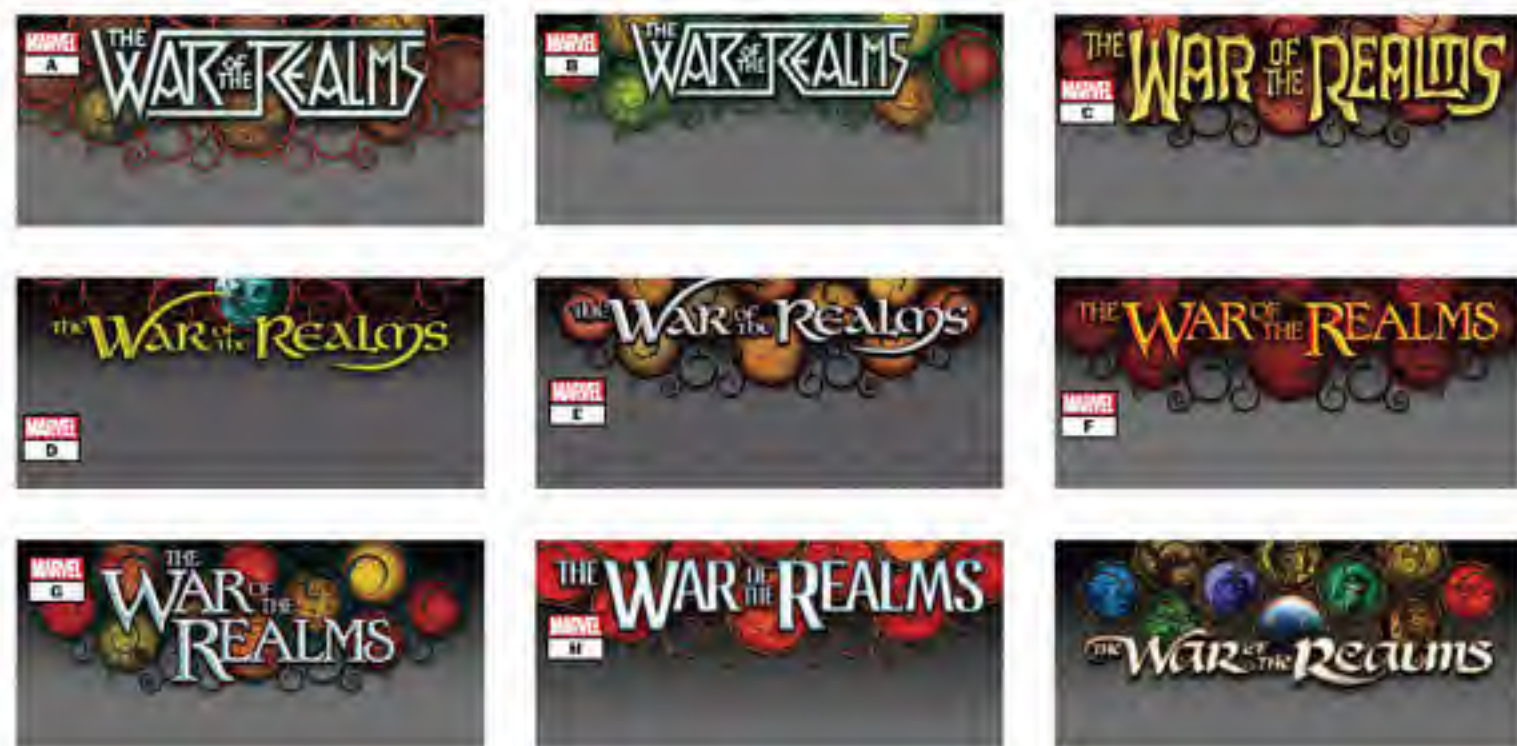 MARVEL
A
THE
WAR OF THE REALMS
MARVEL
B
THE
WAR OF THE REALMS
MARVEL
C
THE WAR OF THE REALMS
the War of the Realms
MARVEL
D
the War of the Realms
MARVEL
E
THE WAR OF THE REALMS
MARVEL
F
MARVEL
G
THE
WAR OF
THE
REALMS
THE WAR OF THE REALMS
MARVEL
H
THE WAR OF THE Realms